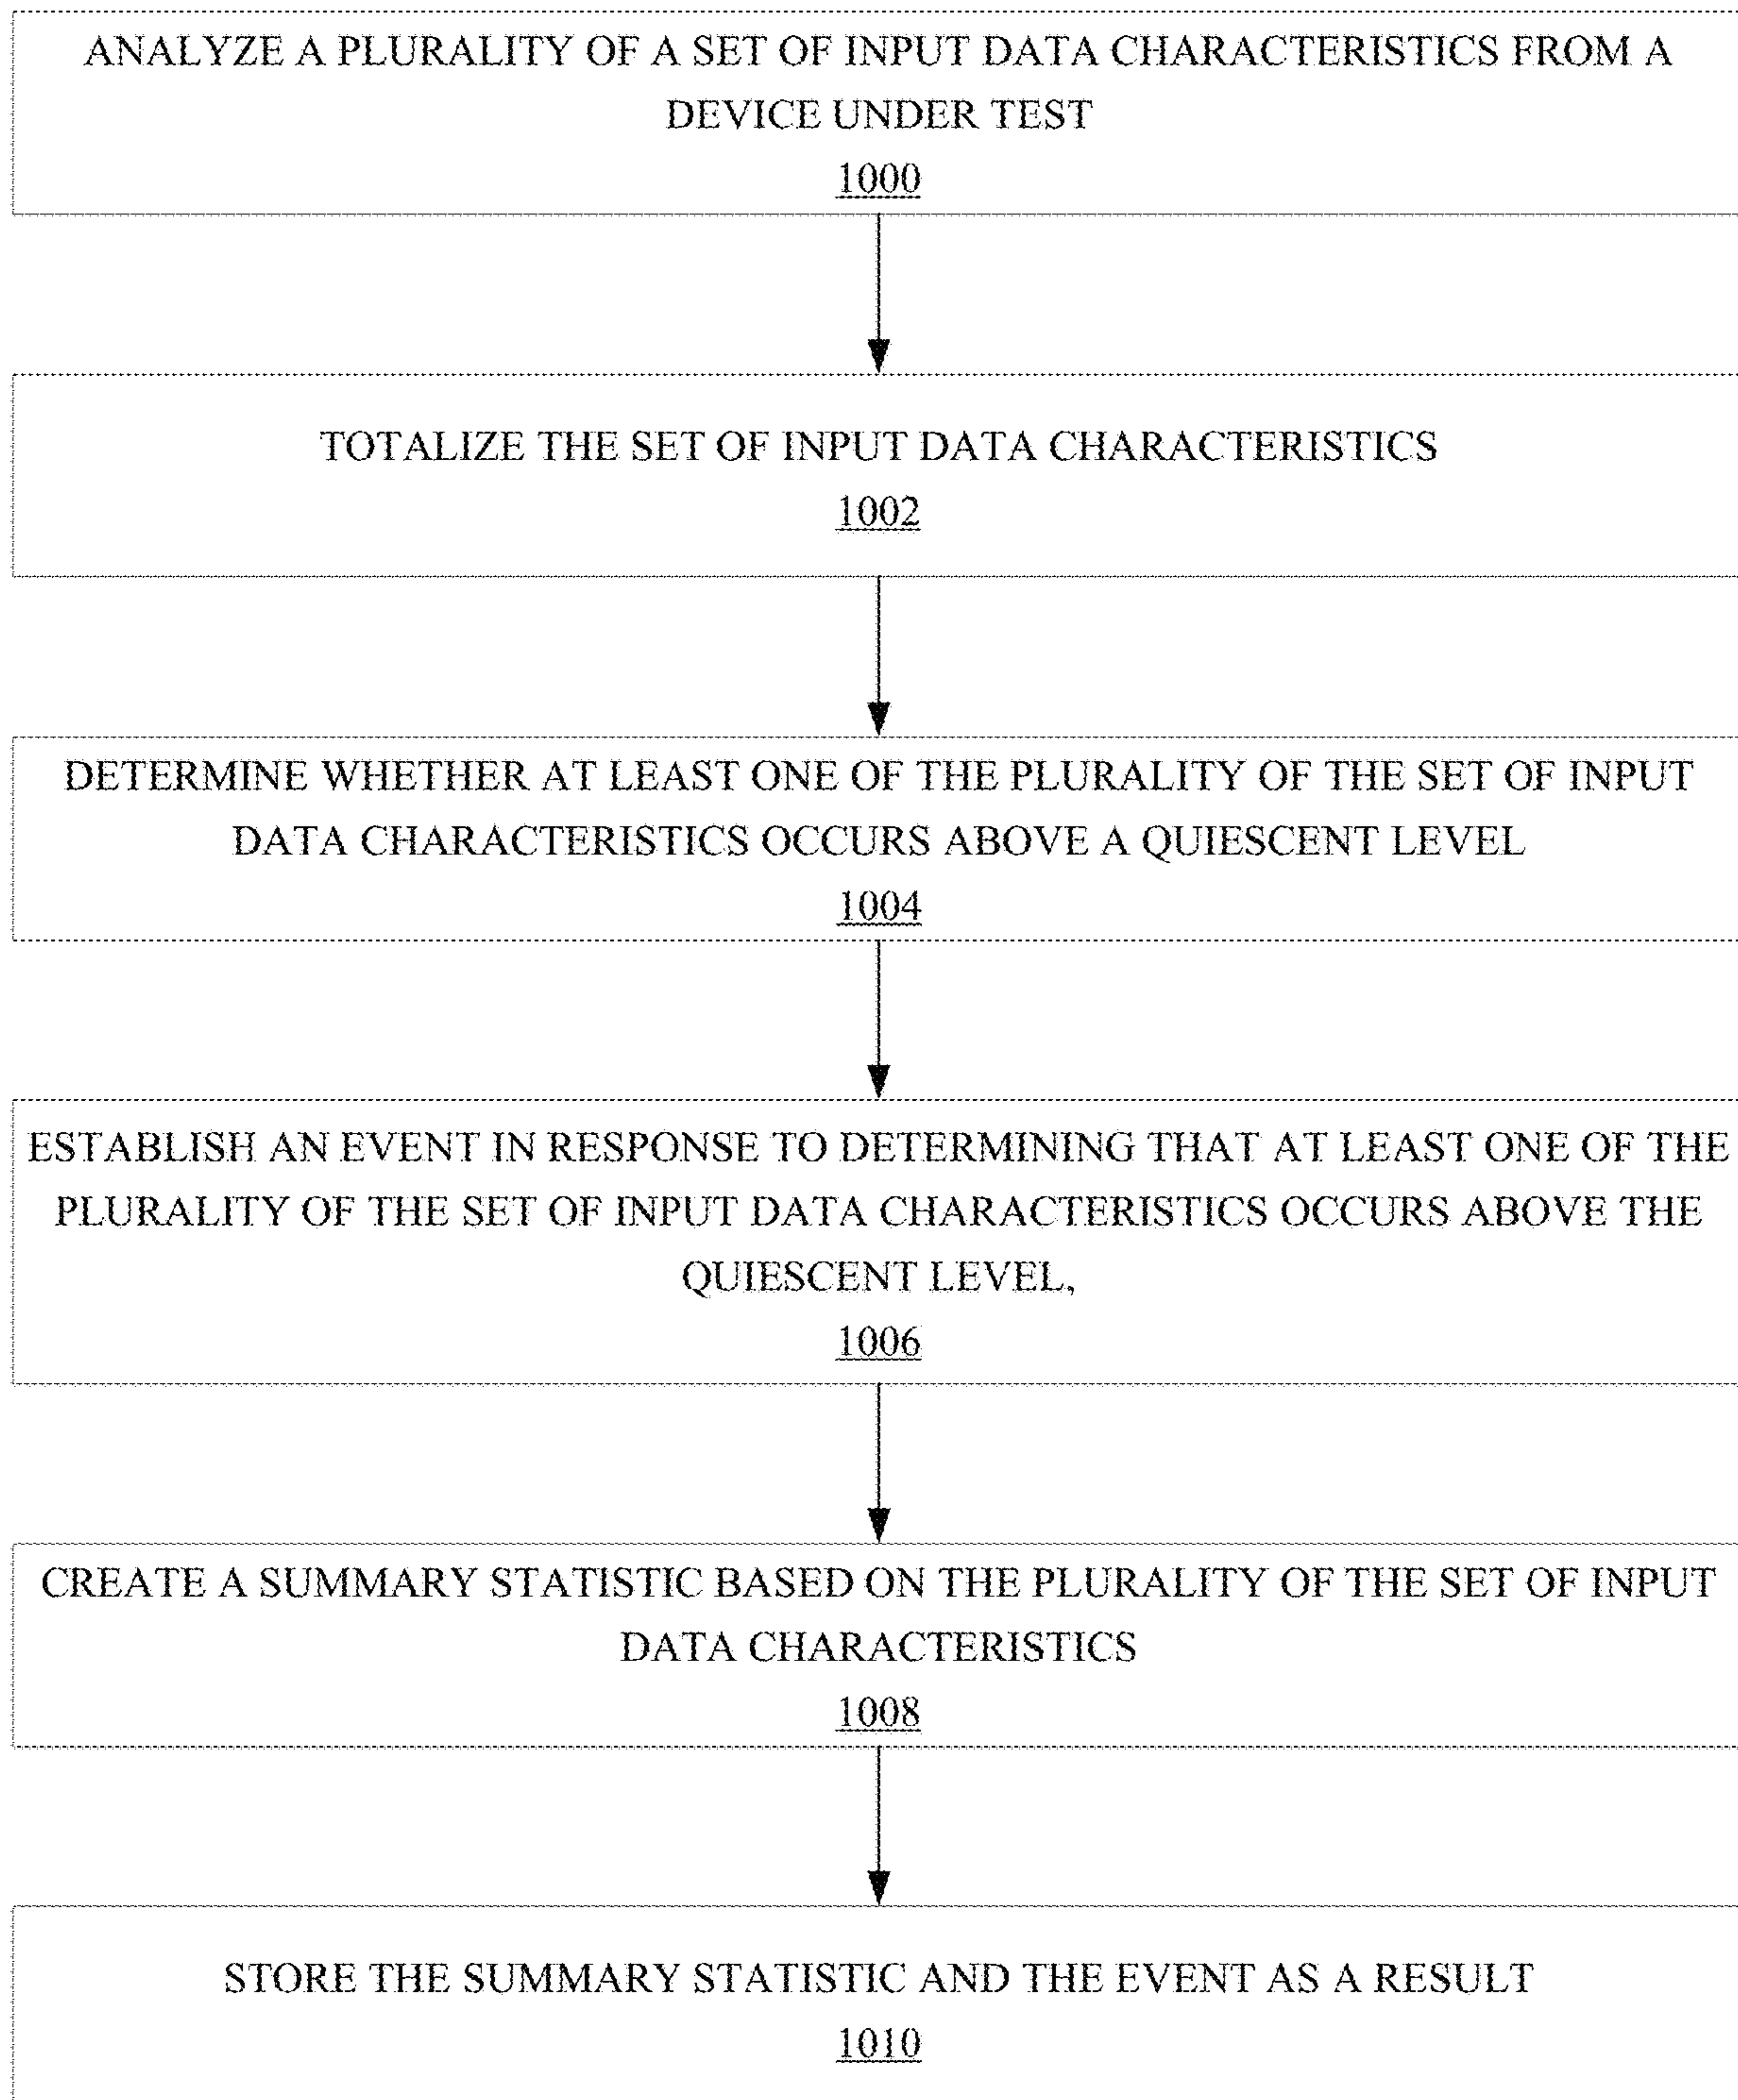 ANALYZE A PLURALITY OF A SET OF INPUT DATA CHARACTERISTICS FROM A
DEVICE UNDER TEST
1000
TOTALIZE THE SET OF INPUT DATA CHARACTERISTICS
1002
DETERMINE WHETHER AT LEAST ONE OF THE PLURALITY OF THE SET OF INPUT
DATA CHARACTERISTICS OCCURS ABOVE A QUIESCENT LEVEL
1004
ESTABLISH AN EVENT IN RESPONSE TO DETERMINING THAT AT LEAST ONE OF THE
PLURALITY OF THE SET OF INPUT DATA CHARACTERISTICS OCCURS ABOVE THE
QUIESCENT LEVEL,
1006
CREATE A SUMMARY STATISTIC BASED ON THE PLURALITY OF THE SET OF INPUT
DATA CHARACTERISTICS
1008
STORE THE SUMMARY STATISTIC AND THE EVENT AS A RESULT
1010